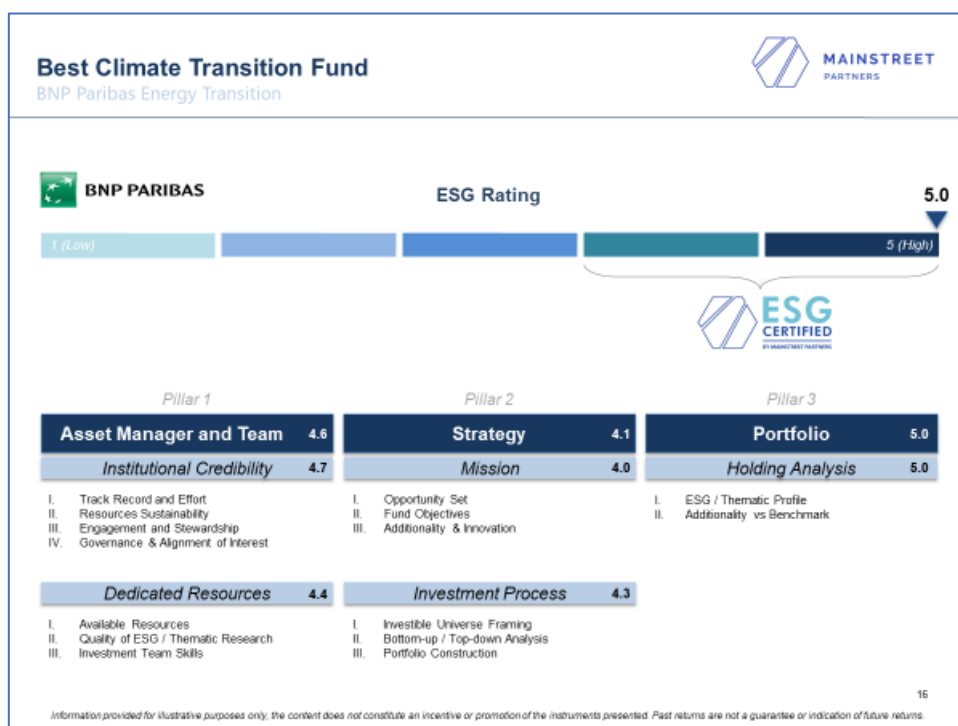 Best Climate Transition Fund
BNP Paribas Energy Transition
MAINSTREET
PARTNERS
BNP PARIBAS
ESG Rating
5.0
1 (Low)
5 (High)
ESG
CERTIFIED
BY MAINSTREET PARTNERS
Pillar 1
Pillar 2
Pillar 3
Asset Manager and Team 4.6
Strategy 4.1
Portfolio 5.0
Institutional Credibility 4.7
Mission 4.0
Holding Analysis 5.0
I. Track Record and Effort
II. Resources Sustainability
III. Engagement and Stewardship
IV. Governance & Alignment of Interest
I. Opportunity Set
II. Fund Objectives
III. Additionality & Innovation
I. ESG / Thematic Profile
II. Additionality vs Benchmark
Dedicated Resources 4.4
Investment Process 4.3
I. Available Resources
II. Quality of ESG / Thematic Research
III. Investment Team Skills
I. Investible Universe Framing
II. Bottom-up / Top-down Analysis
III. Portfolio Construction
16
Information provided for illustrative purposes only, the content does not constitute an incentive or promotion of the instruments presented. Past returns are not a guarantee or indication of future returns.